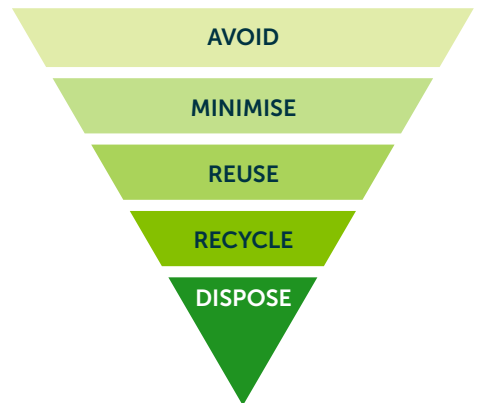 AVOID
MINIMISE
REUSE
RECYCLE
DISPOSE